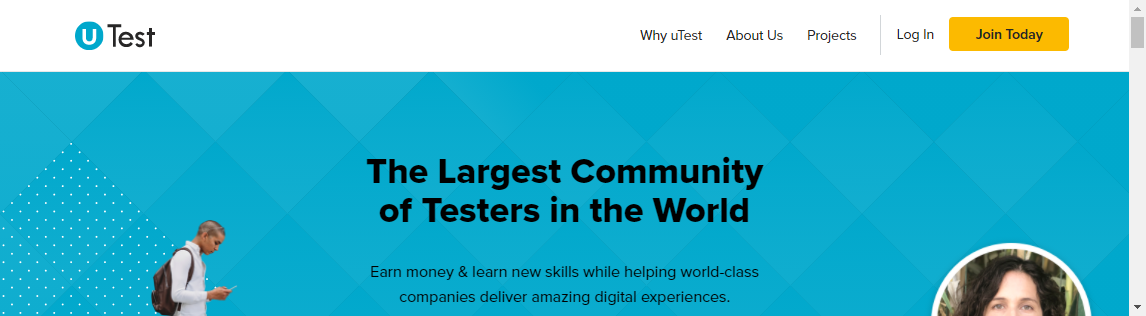 uTest
Why uTest
About Us
Projects
Log In
Join Today
The Largest Community
of Testers in the World
Earn money & learn new skills while helping world-class
companies deliver amazing digital experiences.